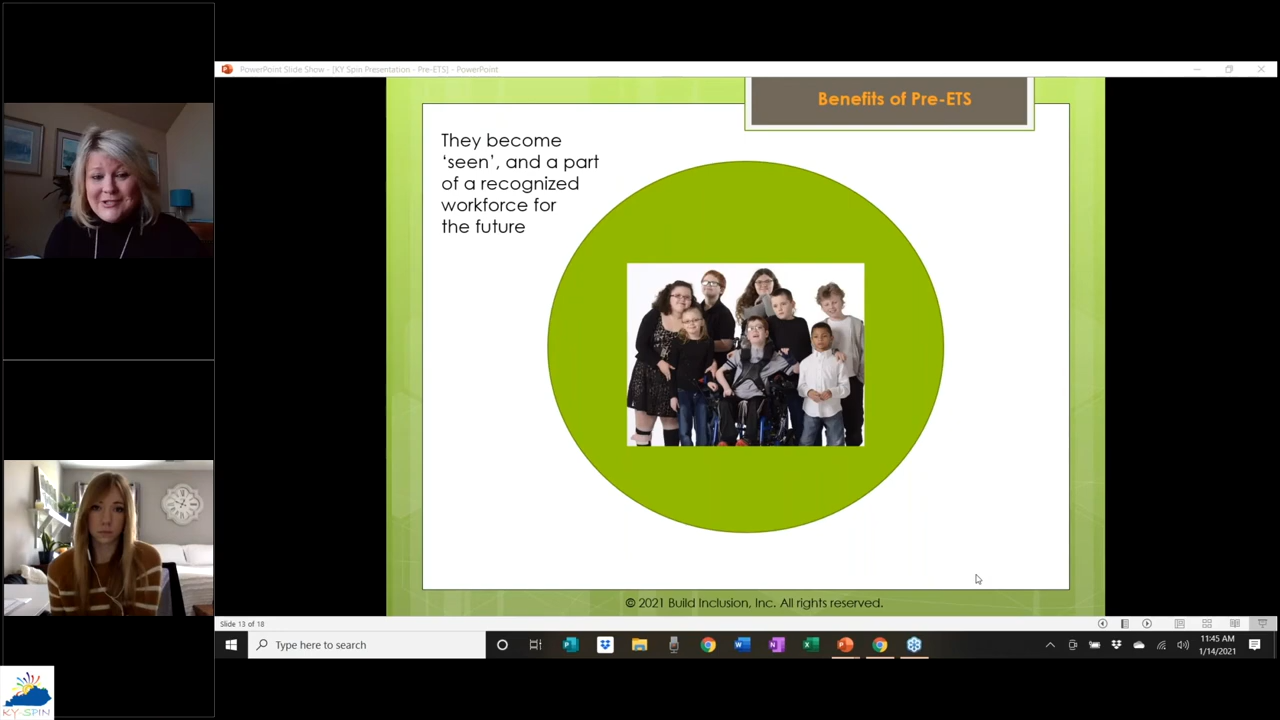 PowerPoint Slide Show - [KY Spin Presentation - Pre-ETS] - PowerPoint
Benefits of Pre-ETS
They become
‘seen’, and a part
of a recognized
workforce for
the future
© 2021 Build Inclusion, Inc. All rights reserved.
Slide 13 of 18
Type here to search
11:45 AM
1/14/2021
KY-SPIN